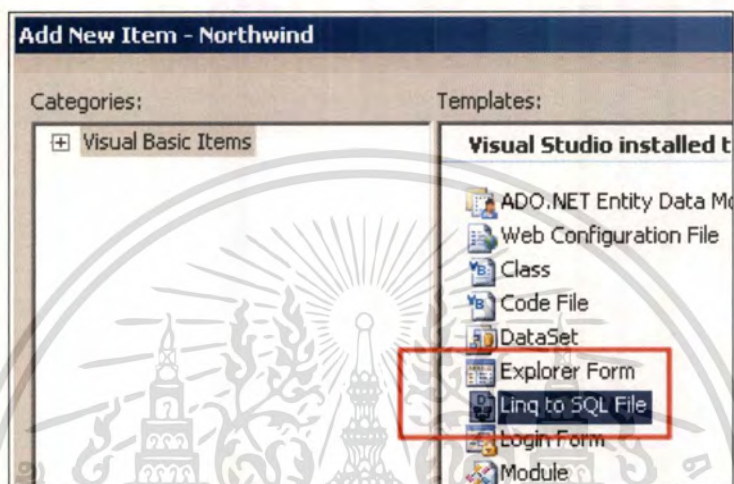 Add New Item - Northwind
Categories:
Templates:
Visual Basic Items
Visual Studio installed t
ADO.NET Entity Data Mo
Web Configuration File
Class
Code File
DataSet
Explorer Form
Linq to SQL File
Login Form
Module